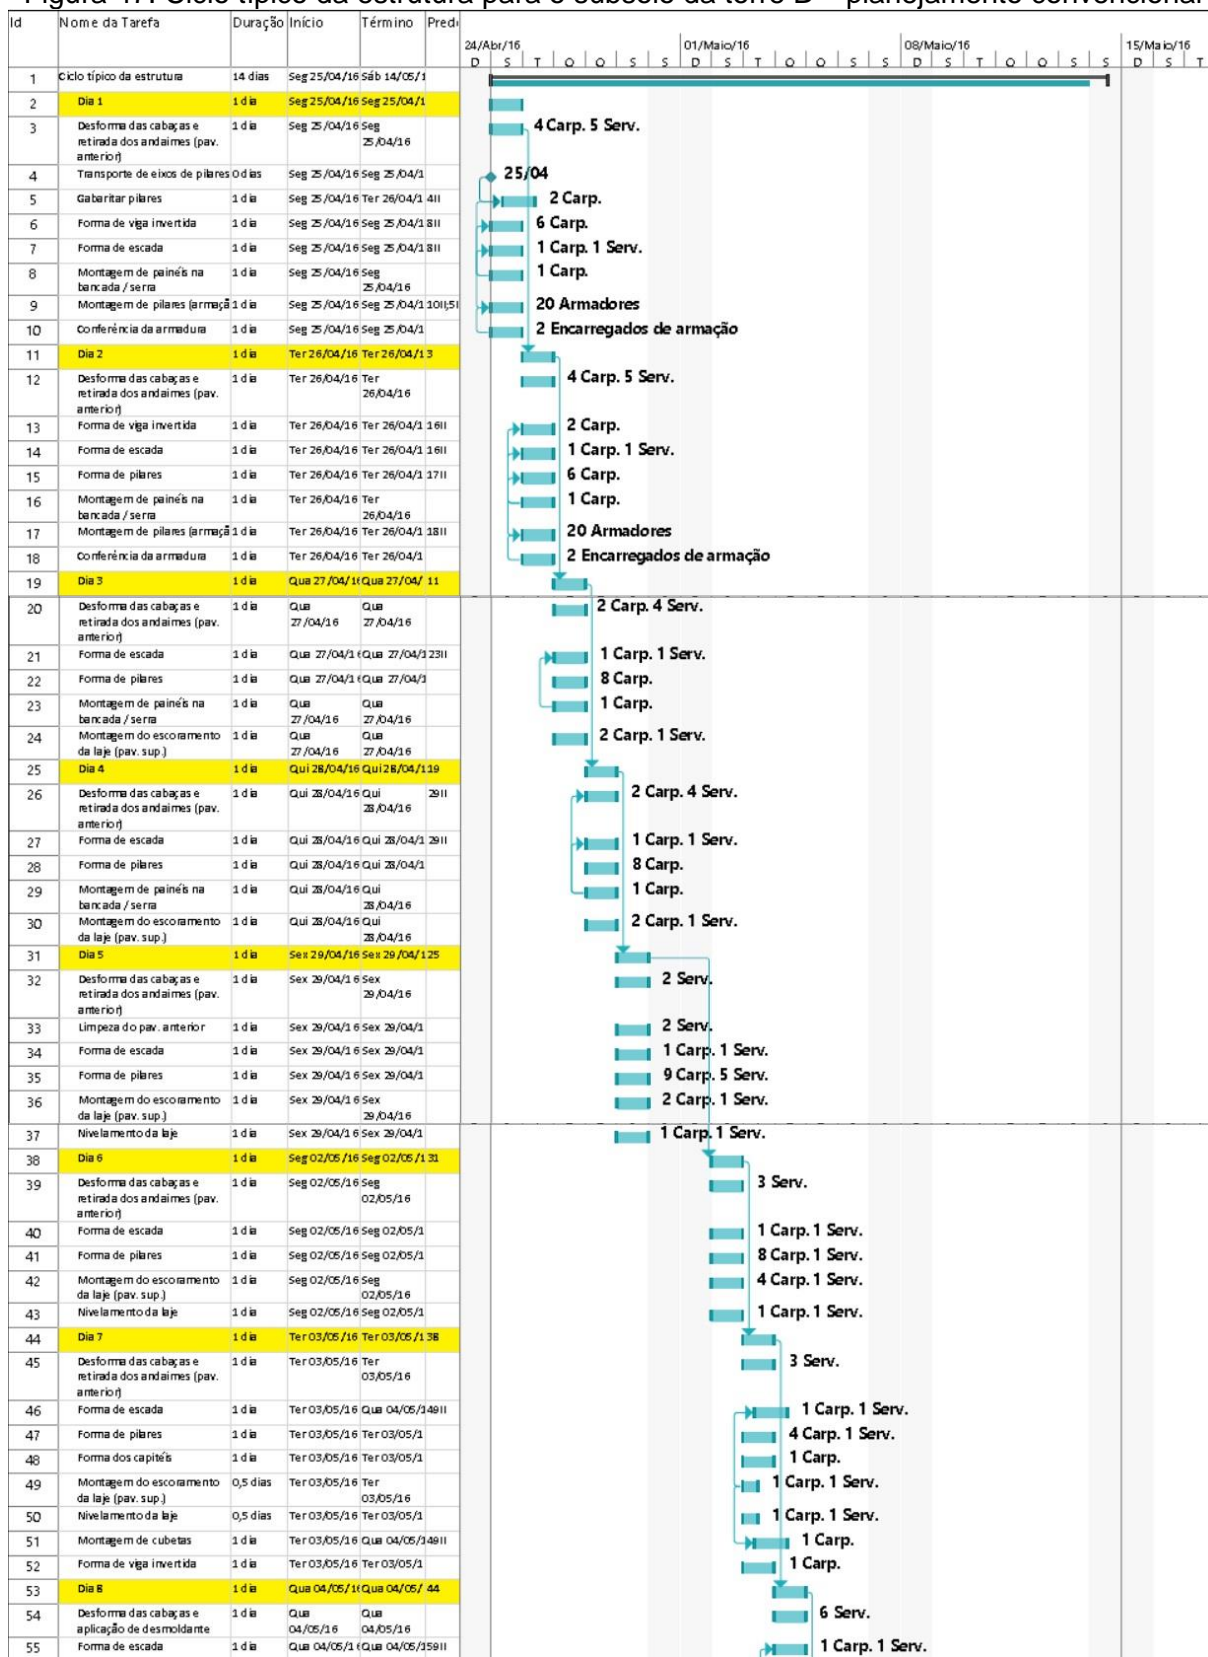 Figura 47: Ciclo típico da estrutura para o subsolo da torre B – planejamento convencional
Id Nome da Tarefa Duração Início Término Pred
24/Abr/16 01/Maio/16 08/Maio/16 15/Maio/16
D S T Q Q S S D S T Q Q S S D S T Q Q S S D S T
1 Ciclo típico da estrutura 14 dias Seg 25/04/16 Sáb 14/05/1
2 Dia 1 1 dia Seg 25/04/16 Seg 25/04/1
3 Desforma das cabaças e 1 dia Seg 25/04/16 Seg 4 Carp. 5 Serv.
retirada dos andaimes (pav. 25/04/16
anterior)
4 Transporte de eixos de pilares 0 dias Seg 25/04/16 Seg 25/04/1 25/04
5 Gabaritar pilares 1 dia Seg 25/04/16 Ter 26/04/1 4II 2 Carp.
6 Forma de viga invertida 1 dia Seg 25/04/16 Seg 25/04/1 8II 6 Carp.
7 Forma de escada 1 dia Seg 25/04/16 Seg 25/04/1 8II 1 Carp. 1 Serv.
8 Montagem de painéis na 1 dia Seg 25/04/16 Seg 1 Carp.
bancada / serra 25/04/16
9 Montagem de pilares (armaçã 1 dia Seg 25/04/16 Seg 25/04/1 10II;5I 20 Armadores
10 Conferência da armadura 1 dia Seg 25/04/16 Seg 25/04/1 2 Encarregados de armação
11 Dia 2 1 dia Ter 26/04/16 Ter 26/04/1 3
12 Desforma das cabaças e 1 dia Ter 26/04/16 Ter 4 Carp. 5 Serv.
retirada dos andaimes (pav. 26/04/16
anterior)
13 Forma de viga invertida 1 dia Ter 26/04/16 Ter 26/04/1 16II 2 Carp.
14 Forma de escada 1 dia Ter 26/04/16 Ter 26/04/1 16II 1 Carp. 1 Serv.
15 Forma de pilares 1 dia Ter 26/04/16 Ter 26/04/1 17II 6 Carp.
16 Montagem de painéis na 1 dia Ter 26/04/16 Ter 1 Carp.
bancada / serra 26/04/16
17 Montagem de pilares (armaçã 1 dia Ter 26/04/16 Ter 26/04/1 18II 20 Armadores
18 Conferência da armadura 1 dia Ter 26/04/16 Ter 26/04/1 2 Encarregados de armação
19 Dia 3 1 dia Qua 27/04/16 Qua 27/04/ 11
20 Desforma das cabaças e 1 dia Qua Qua 2 Carp. 4 Serv.
retirada dos andaimes (pav. 27/04/16 27/04/16
anterior)
21 Forma de escada 1 dia Qua 27/04/16 Qua 27/04/1 23II 1 Carp. 1 Serv.
22 Forma de pilares 1 dia Qua 27/04/16 Qua 27/04/1 8 Carp.
23 Montagem de painéis na 1 dia Qua Qua 1 Carp.
bancada / serra 27/04/16 27/04/16
24 Montagem do escoramento 1 dia Qua Qua 2 Carp. 1 Serv.
da laje (pav. sup.) 27/04/16 27/04/16
25 Dia 4 1 dia Qui 28/04/16 Qui 28/04/1 19
26 Desforma das cabaças e 1 dia Qui 28/04/16 Qui 29II 2 Carp. 4 Serv.
retirada dos andaimes (pav. 28/04/16
anterior)
27 Forma de escada 1 dia Qui 28/04/16 Qui 28/04/1 29II 1 Carp. 1 Serv.
28 Forma de pilares 1 dia Qui 28/04/16 Qui 28/04/1 8 Carp.
29 Montagem de painéis na 1 dia Qui 28/04/16 Qui 1 Carp.
bancada / serra 28/04/16
30 Montagem do escoramento 1 dia Qui 28/04/16 Qui 2 Carp. 1 Serv.
da laje (pav. sup.) 28/04/16
31 Dia 5 1 dia Sex 29/04/16 Sex 29/04/1 25
32 Desforma das cabaças e 1 dia Sex 29/04/16 Sex 2 Serv.
retirada dos andaimes (pav. 29/04/16
anterior)
33 Limpeza do pav. anterior 1 dia Sex 29/04/16 Sex 29/04/1 2 Serv.
34 Forma de escada 1 dia Sex 29/04/16 Sex 29/04/1 1 Carp. 1 Serv.
35 Forma de pilares 1 dia Sex 29/04/16 Sex 29/04/1 9 Carp. 5 Serv.
36 Montagem do escoramento 1 dia Sex 29/04/16 Sex 2 Carp. 1 Serv.
da laje (pav. sup.) 29/04/16
37 Nivelamento da laje 1 dia Sex 29/04/16 Sex 29/04/1 1 Carp. 1 Serv.
38 Dia 6 1 dia Seg 02/05/16 Seg 02/05/1 31
39 Desforma das cabaças e 1 dia Seg 02/05/16 Seg 3 Serv.
retirada dos andaimes (pav. 02/05/16
anterior)
40 Forma de escada 1 dia Seg 02/05/16 Seg 02/05/1 1 Carp. 1 Serv.
41 Forma de pilares 1 dia Seg 02/05/16 Seg 02/05/1 8 Carp. 1 Serv.
42 Montagem do escoramento 1 dia Seg 02/05/16 Seg 4 Carp. 1 Serv.
da laje (pav. sup.) 02/05/16
43 Nivelamento da laje 1 dia Seg 02/05/16 Seg 02/05/1 1 Carp. 1 Serv.
44 Dia 7 1 dia Ter 03/05/16 Ter 03/05/1 38
45 Desforma das cabaças e 1 dia Ter 03/05/16 Ter 3 Serv.
retirada dos andaimes (pav. 03/05/16
anterior)
46 Forma de escada 1 dia Ter 03/05/16 Qua 04/05/1 49II 1 Carp. 1 Serv.
47 Forma de pilares 1 dia Ter 03/05/16 Ter 03/05/1 4 Carp. 1 Serv.
48 Forma dos capitéis 1 dia Ter 03/05/16 Ter 03/05/1 1 Carp.
49 Montagem do escoramento 0,5 dias Ter 03/05/16 Ter 1 Carp. 1 Serv.
da laje (pav. sup.) 03/05/16
50 Nivelamento da laje 0,5 dias Ter 03/05/16 Ter 03/05/1 1 Carp. 1 Serv.
51 Montagem de cubetas 1 dia Ter 03/05/16 Qua 04/05/1 49II 1 Carp.
52 Forma de viga invertida 1 dia Ter 03/05/16 Ter 03/05/1 1 Carp.
53 Dia 8 1 dia Qua 04/05/16 Qua 04/05/ 44
54 Desforma das cabaças e 1 dia Qua Qua 6 Serv.
aplicação de desmoldante 04/05/16 04/05/16
55 Forma de escada 1 dia Qua 04/05/16 Qua 04/05/1 59II 1 Carp. 1 Serv.